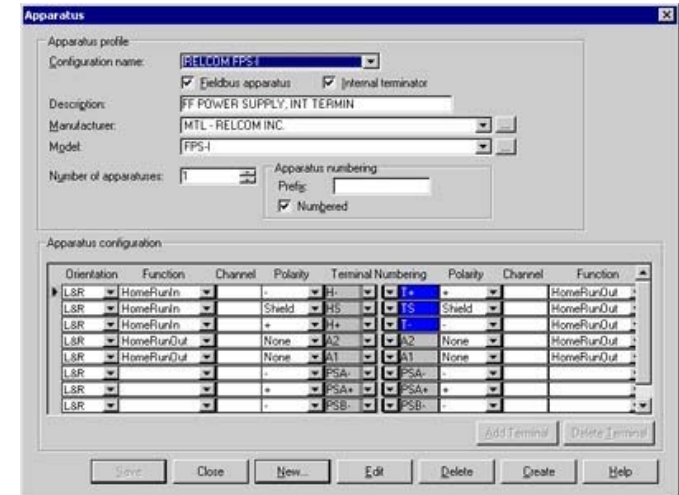 Apparatus
Apparatus profile
Configuration name: RELCOM FPS-I
Fieldbus apparatus Internal terminator
Description: FF POWER SUPPLY, INT TERMIN
Manufacturer: MTL - RELCOM INC. ...
Model: FPS-I ...
Number of apparatuses: 1
Apparatus numbering
Prefix:
Numbered
Apparatus configuration
Orientation Function Channel Polarity Terminal Numbering Polarity Channel Function
L&R HomeRunIn - H- T+ + HomeRunOut
L&R HomeRunIn Shield HS TS Shield HomeRunOut
L&R HomeRunIn + H+ T- - HomeRunOut
L&R HomeRunOut None A2 A2 None HomeRunOut
L&R HomeRunOut None A1 A1 None HomeRunOut
L&R - PSA- PSA- -
L&R + PSA+ PSA+ +
L&R - PSB- PSB- -
Add Terminal Delete Terminal
Save Close New... Edit Delete Create Help